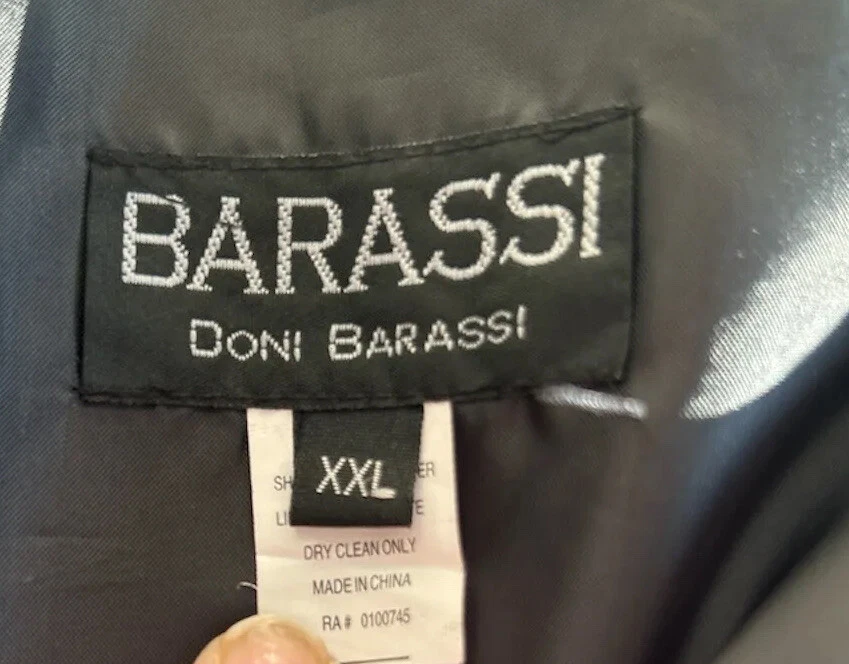 BARASSI
DONI BARASSI
XXL
DRY CLEAN ONLY
MADE IN CHINA
RA# 0100745